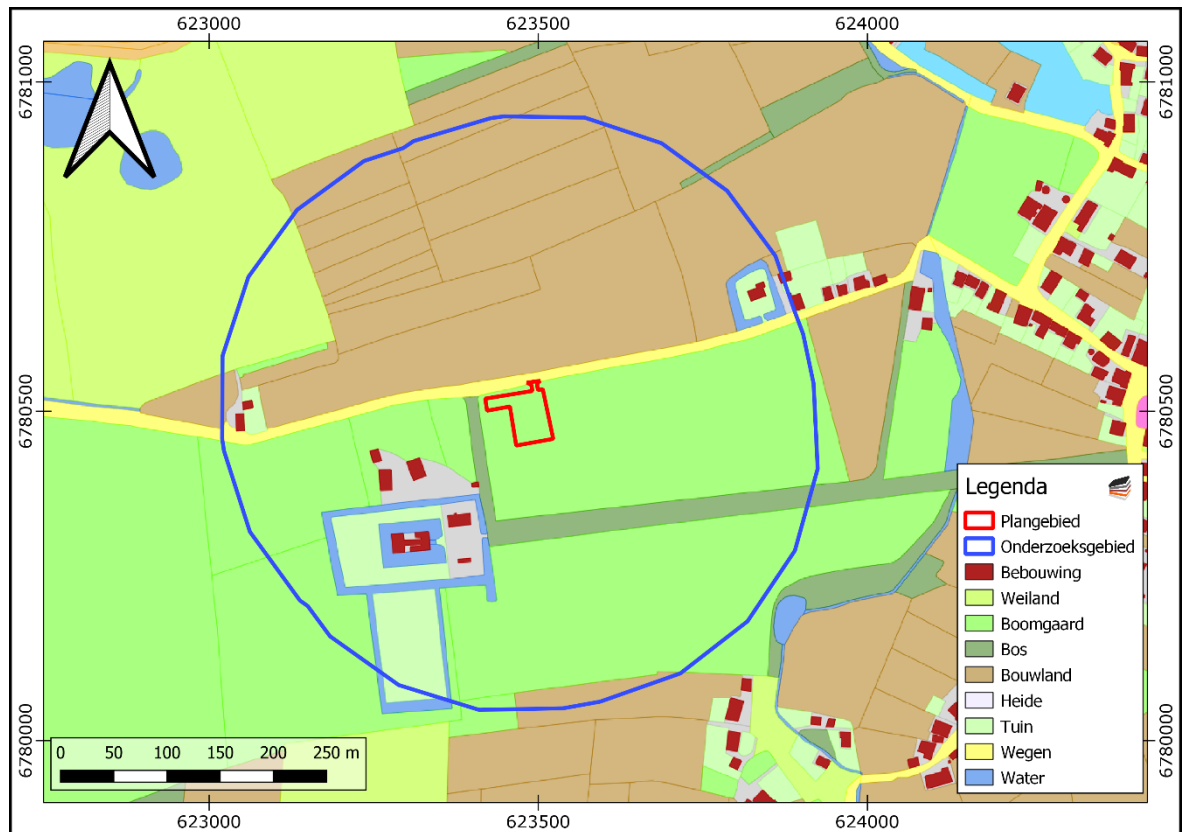 623000 623500 624000
6781000 6781000
6780500 6780500
6780000 6780000
Legenda
Plangebied
Onderzoeksgebied
Bebouwing
Weiland
Boomgaard
Bos
Bouwland
Heide
Tuin
Wegen
Water
0 50 100 150 200 250 m
623000 623500 624000